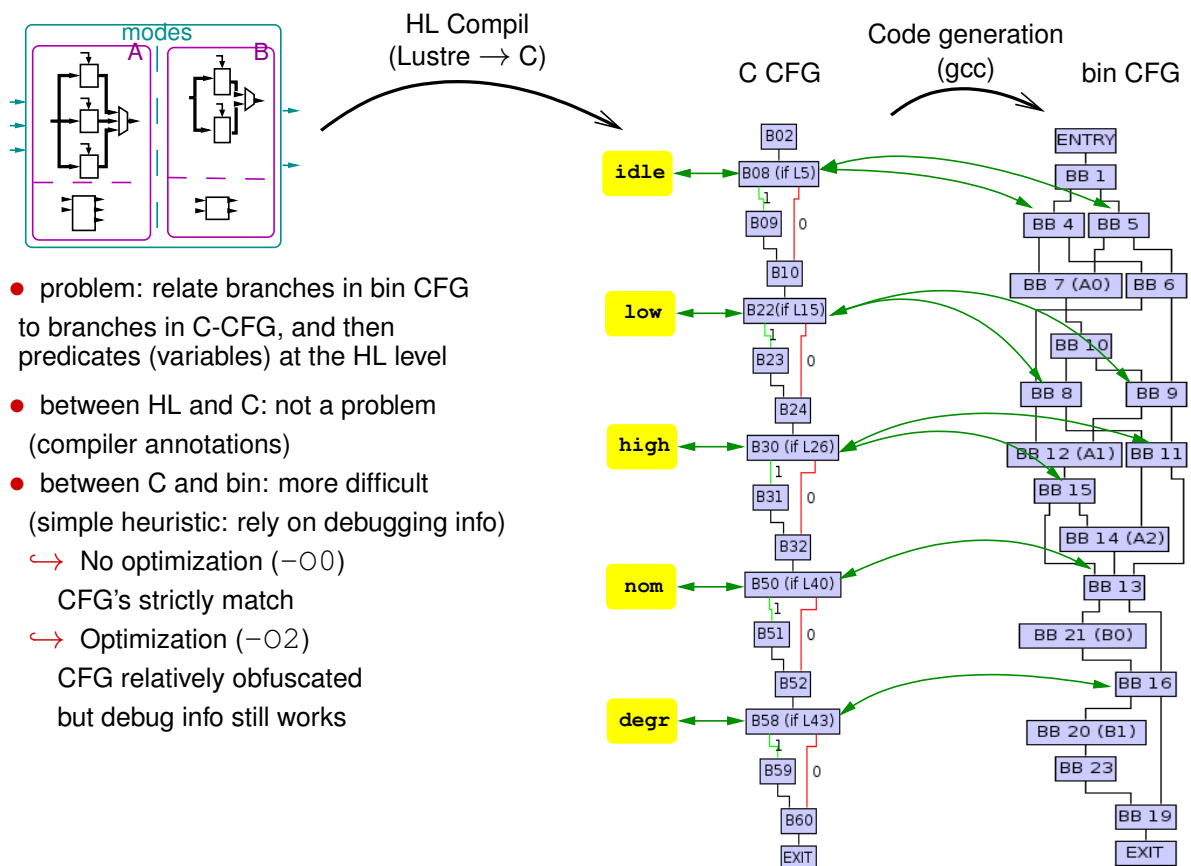 modes
A
B
HL Compil
(Lustre → C)
Code generation
(gcc)
C CFG
bin CFG
● problem: relate branches in bin CFG
to branches in C-CFG, and then
predicates (variables) at the HL level
● between HL and C: not a problem
(compiler annotations)
● between C and bin: more difficult
(simple heuristic: rely on debugging info)
↪ No optimization (-O0)
CFG's strictly match
↪ Optimization (-O2)
CFG relatively obfuscated
but debug info still works
idle
low
high
nom
degr
B02
B08 (if L5)
1
0
B09
B10
B22(if L15)
1
0
B23
B24
B30 (if L26)
1
0
B31
B32
B50 (if L40)
1
0
B51
B52
B58 (if L43)
1
0
B59
B60
EXIT
ENTRY
BB 1
BB 4
BB 5
BB 7 (A0)
BB 6
BB 10
BB 8
BB 9
BB 12 (A1)
BB 11
BB 15
BB 14 (A2)
BB 13
BB 21 (B0)
BB 16
BB 20 (B1)
BB 23
BB 19
EXIT